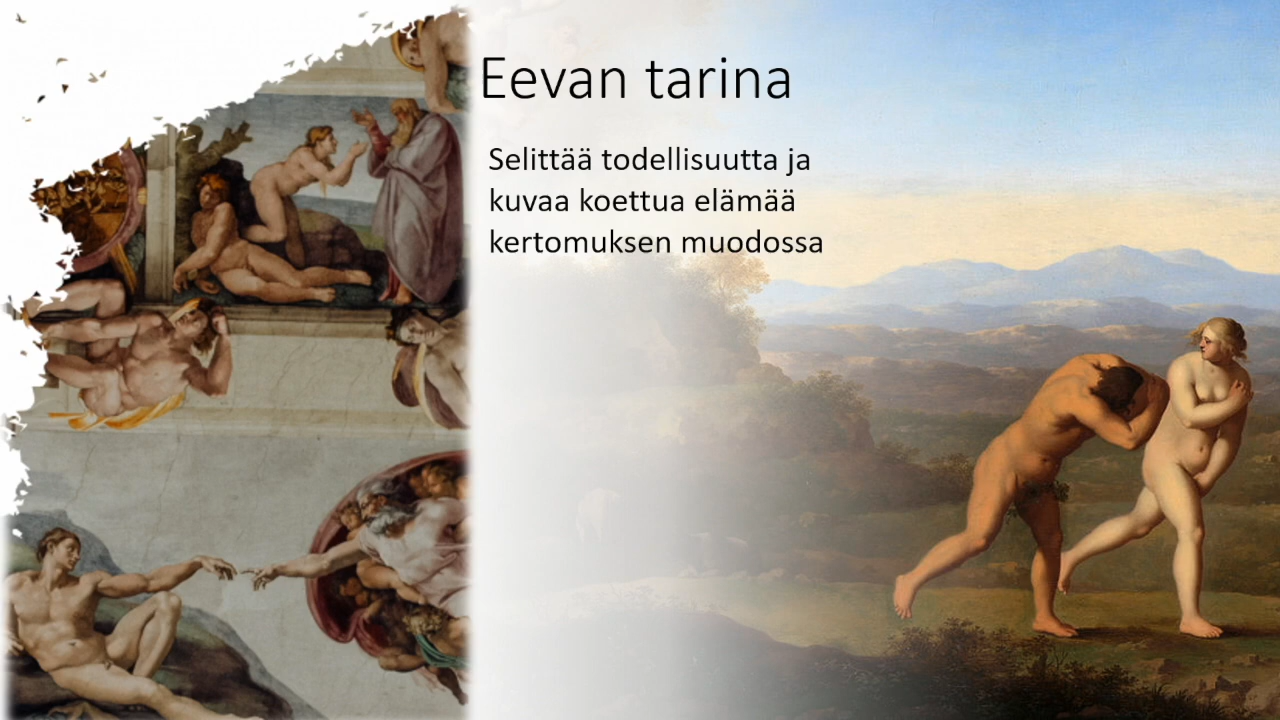 Eevan tarina
Selittää todellisuutta ja
kuvaa koettua elämää
kertomuksen muodossa